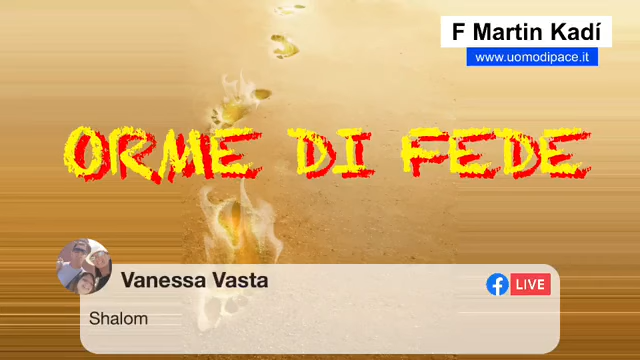 F Martin Kadí
www.uomodipace.it
ORME DI FEDE
Vanessa Vasta
LIVE
Shalom